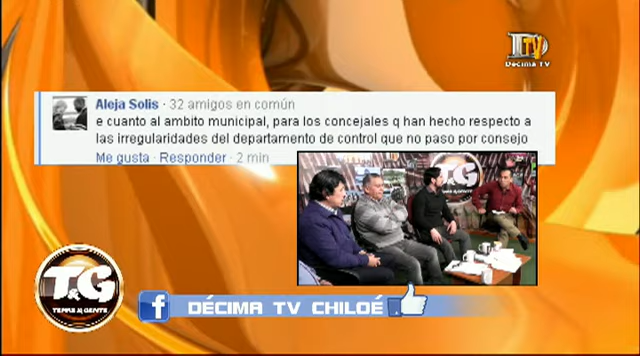 DTV
Décima TV
Aleja Solis · 32 amigos en común
e cuanto al ambito municipal, para los concejales q han hecho respecto a
las irregularidades del departamento de control que no paso por consejo
Me gusta · Responder · 2 min
T&G
T&G
TEMAS & GENTE
DÉCIMA TV CHILOÉ